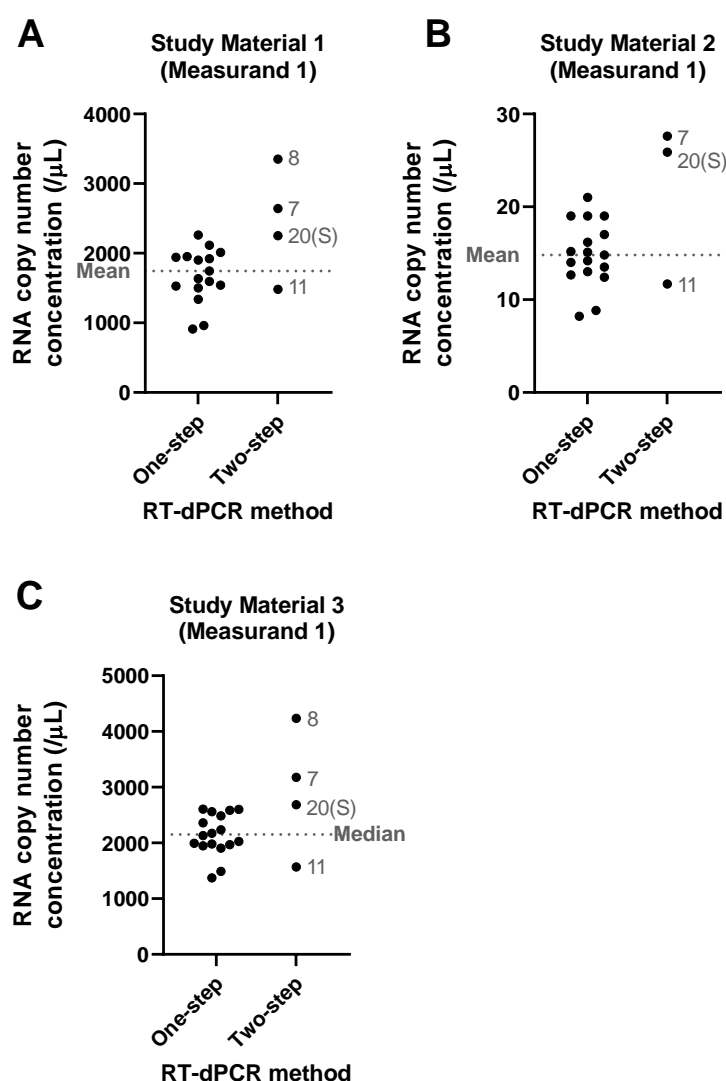 A
Study Material 1
(Measurand 1)
RNA copy number
concentration (/μL)
4000
3000
2000
1000
0
Mean
8
7
20(S)
11
One-step
Two-step
RT-dPCR method
B
Study Material 2
(Measurand 1)
RNA copy number
concentration (/μL)
30
20
10
0
Mean
7
20(S)
11
One-step
Two-step
RT-dPCR method
C
Study Material 3
(Measurand 1)
RNA copy number
concentration (/μL)
5000
4000
3000
2000
1000
0
8
7
20(S)
Median
11
One-step
Two-step
RT-dPCR method